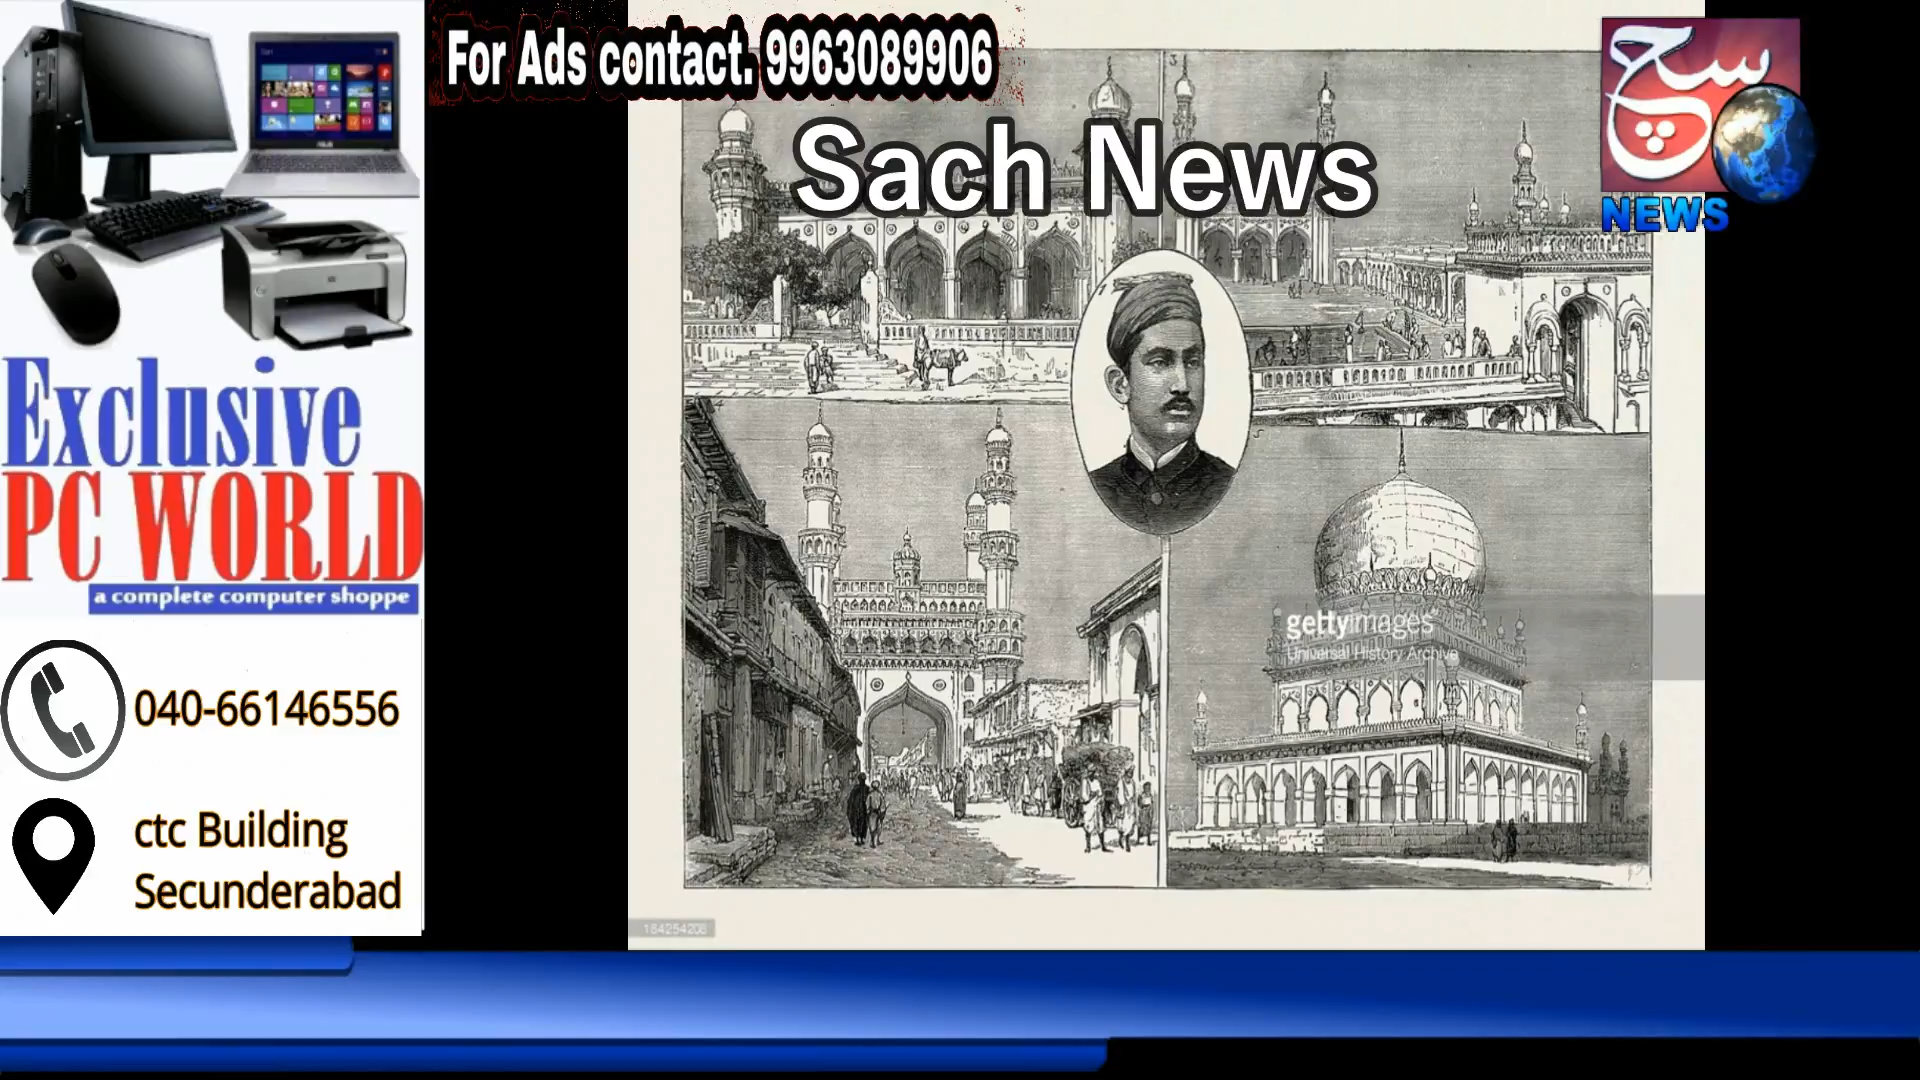 For Ads contact. 9963089906
Sach News
سچ
NEWS
Exclusive
PC WORLD
a complete computer shoppe
040-66146556
ctc Building
Secunderabad
gettyimages
Universal History Archive
184254208